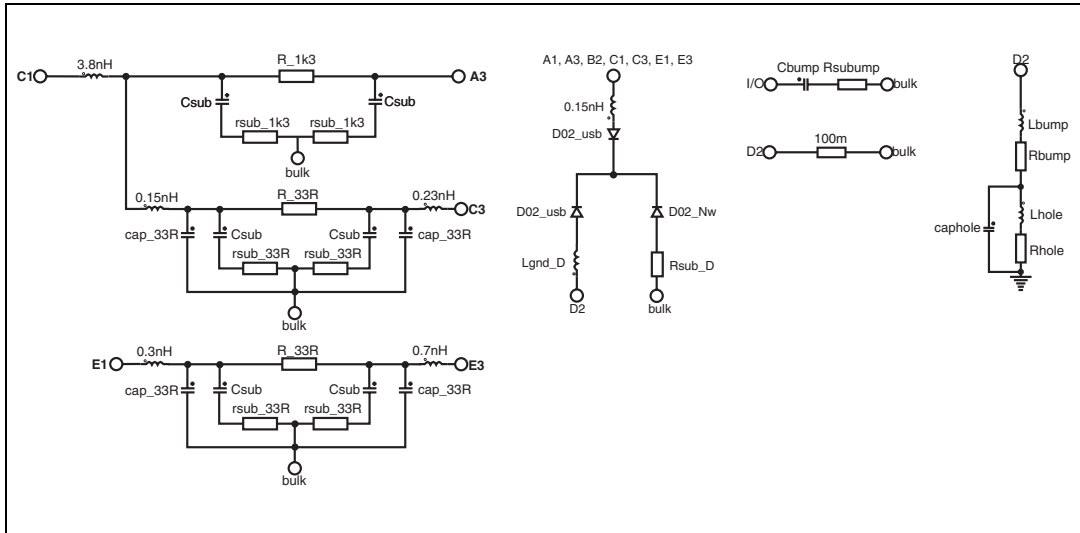 3.8nH
C1
R_1k3
A3
Csub
Csub
rsub_1k3
rsub_1k3
bulk
0.15nH
R_33R
0.23nH
C3
cap_33R
Csub
Csub
cap_33R
rsub_33R
rsub_33R
bulk
0.3nH
R_33R
0.7nH
E1
E3
cap_33R
Csub
Csub
cap_33R
rsub_33R
rsub_33R
bulk
A1, A3, B2, C1, C3, E1, E3
0.15nH
D02_usb
D02_usb
D02_Nw
Lgnd_D
Rsub_D
D2
bulk
Cbump Rsubump
I/O
bulk
100m
D2
bulk
D2
Lbump
Rbump
caphole
Lhole
Rhole